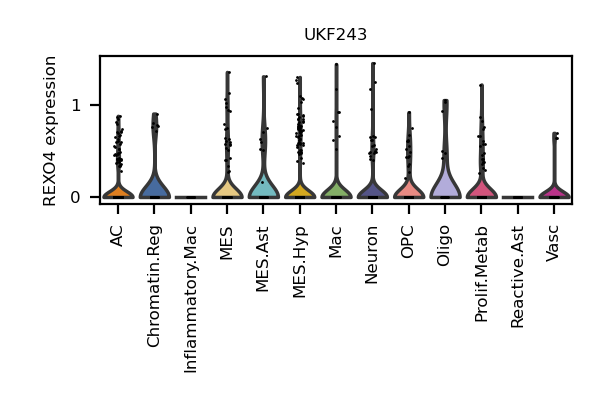 UKF243
REXO4 expression
1
0
AC
Chromatin.Reg
Inflammatory.Mac
MES
MES.Ast
MES.Hyp
Mac
Neuron
OPC
Oligo
Prolif.Metab
Reactive.Ast
Vasc